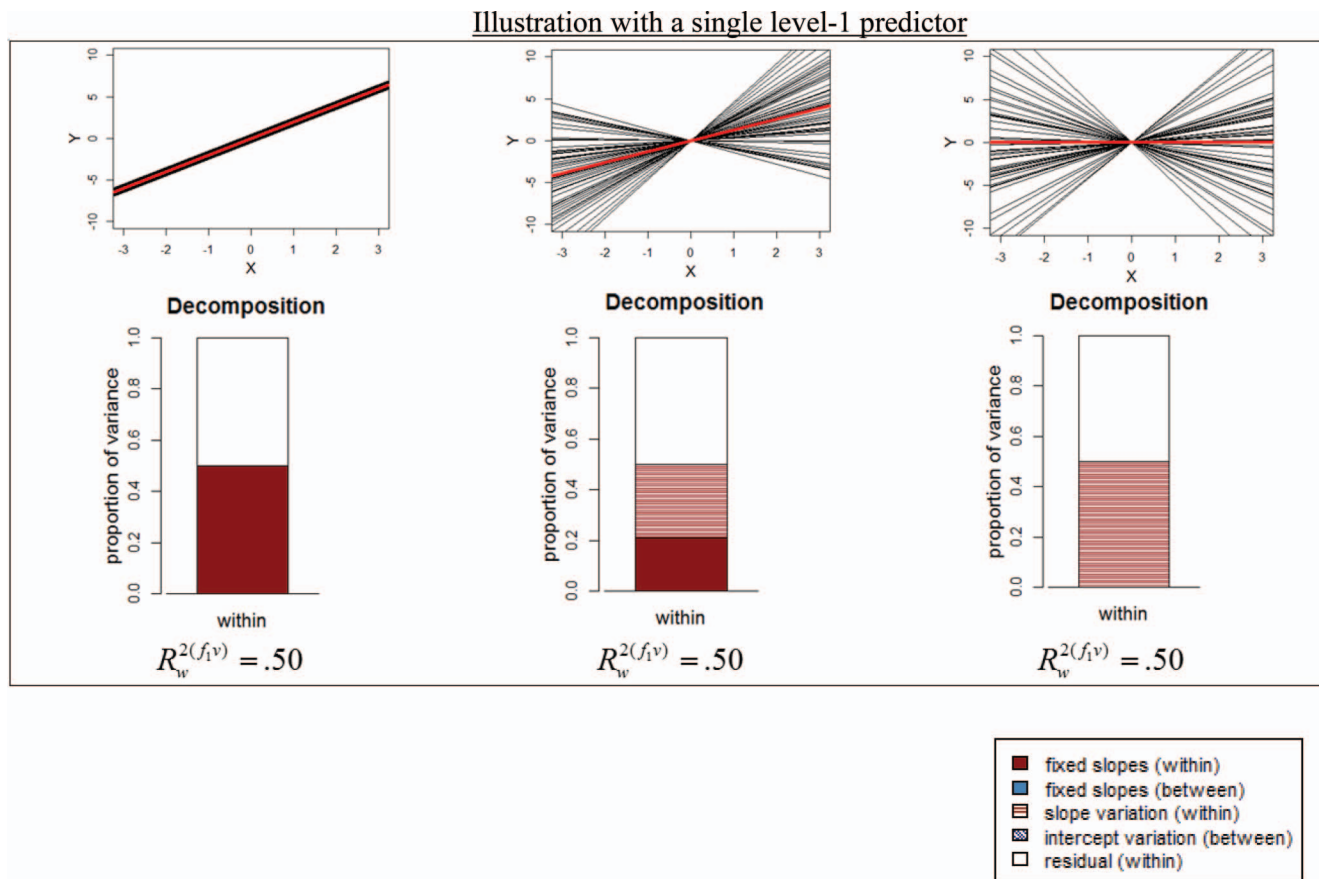 Illustration with a single level-1 predictor
10
5
0
-5
-10
Y
-3 -2 -1 0 1 2 3
X
10
5
0
-5
-10
Y
-3 -2 -1 0 1 2 3
X
10
5
0
-5
-10
Y
-3 -2 -1 0 1 2 3
X
Decomposition
1.0
0.8
0.6
0.4
0.2
0.0
proportion of variance
within
R_w^{2(f_1v)} = .50
Decomposition
1.0
0.8
0.6
0.4
0.2
0.0
proportion of variance
within
R_w^{2(f_1v)} = .50
Decomposition
1.0
0.8
0.6
0.4
0.2
0.0
proportion of variance
within
R_w^{2(f_1v)} = .50
fixed slopes (within)
fixed slopes (between)
slope variation (within)
intercept variation (between)
residual (within)